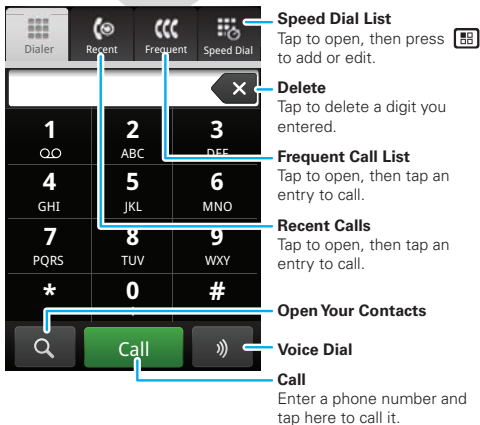 Dialer Recent Frequent Speed Dial
1 2 3
ABC DEF
4 5 6
GHI JKL MNO
7 8 9
PQRS TUV WXY
* 0 #
Call
Speed Dial List
Tap to open, then press
to add or edit.
Delete
Tap to delete a digit you
entered.
Frequent Call List
Tap to open, then tap an
entry to call.
Recent Calls
Tap to open, then tap an
entry to call.
Open Your Contacts
Voice Dial
Call
Enter a phone number and
tap here to call it.